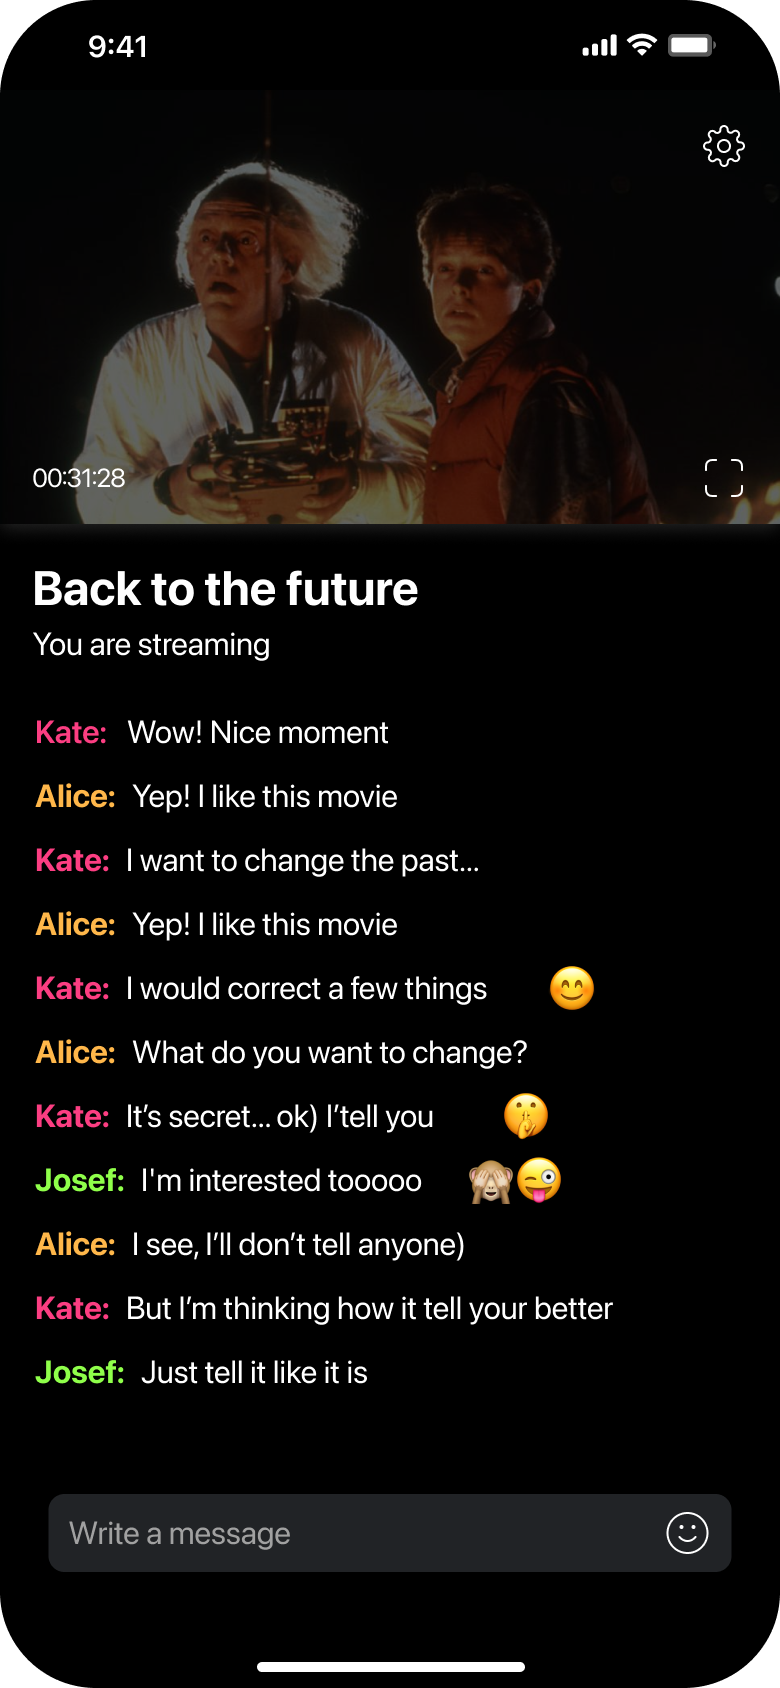 9:41
00:31:28
Back to the future
You are streaming
Kate: Wow! Nice moment
Alice: Yep! I like this movie
Kate: I want to change the past...
Alice: Yep! I like this movie
Kate: I would correct a few things 😊
Alice: What do you want to change?
Kate: It’s secret... ok) I’tell you 🤫
Josef: I'm interested tooooo 🙈😜
Alice: I see, I’ll don’t tell anyone)
Kate: But I’m thinking how it tell your better
Josef: Just tell it like it is
Write a message